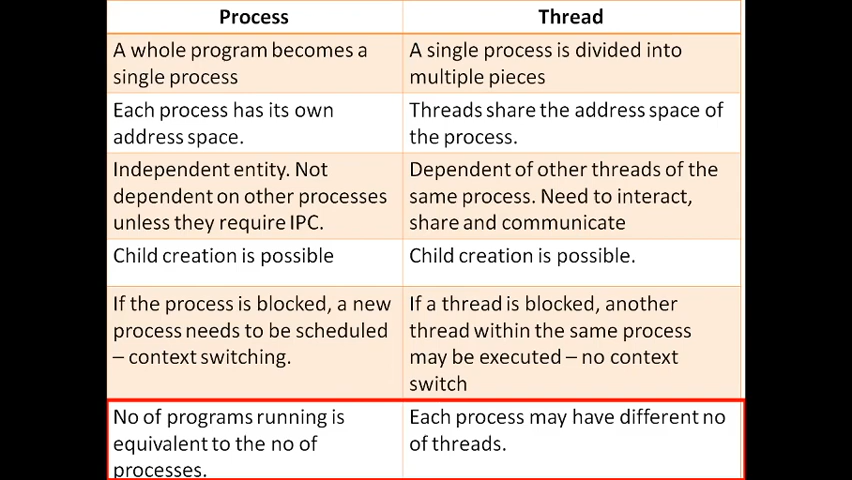 Process
Thread
A whole program becomes a
single process
A single process is divided into
multiple pieces
Each process has its own
address space.
Threads share the address space of
the process.
Independent entity. Not
dependent on other processes
unless they require IPC.
Dependent of other threads of the
same process. Need to interact,
share and communicate
Child creation is possible
Child creation is possible.
If the process is blocked, a new
process needs to be scheduled
– context switching.
If a thread is blocked, another
thread within the same process
may be executed – no context
switch
No of programs running is
equivalent to the no of
processes.
Each process may have different no
of threads.